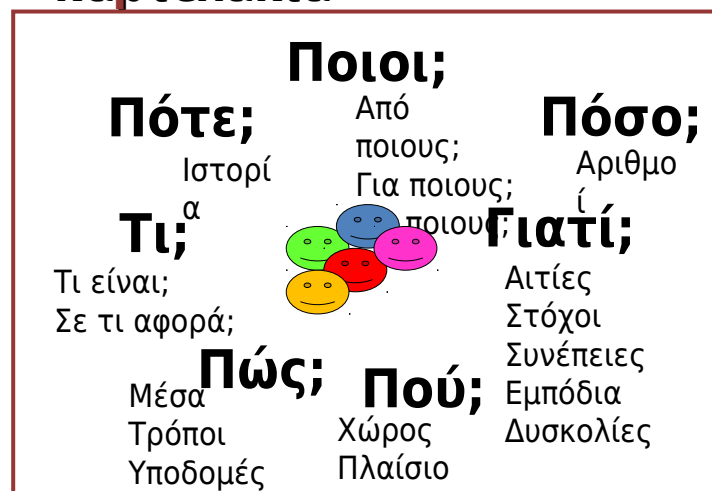 Ποιοι;
Από
ποιους;
Για ποιους;
ποιους;
Πότε;
Ιστορί
α
Πόσο;
Αριθμο
ί
Τι;
Τι είναι;
Σε τι αφορά;
Γιατί;
Αιτίες
Στόχοι
Συνέπειες
Εμπόδια
Δυσκολίες
Πώς;
Μέσα
Τρόποι
Υποδομές
Πού;
Χώρος
Πλαίσιο